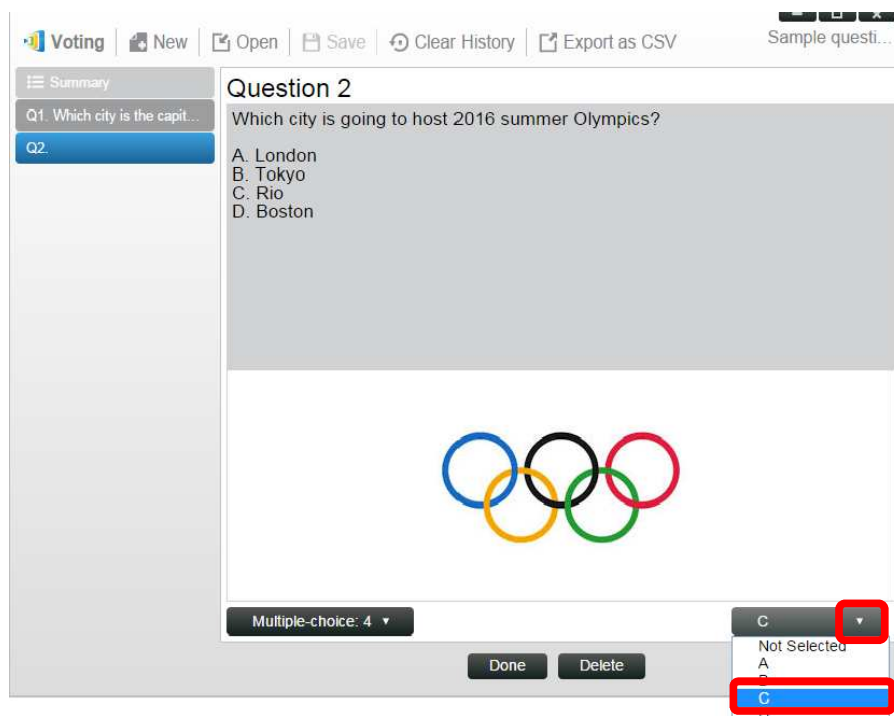 Voting New Open Save Clear History Export as CSV Sample questi...
Summary
Q1. Which city is the capit...
Q2.
Question 2
Which city is going to host 2016 summer Olympics?
A. London
B. Tokyo
C. Rio
D. Boston
Multiple-choice: 4
C
Not Selected
A
C
Done Delete